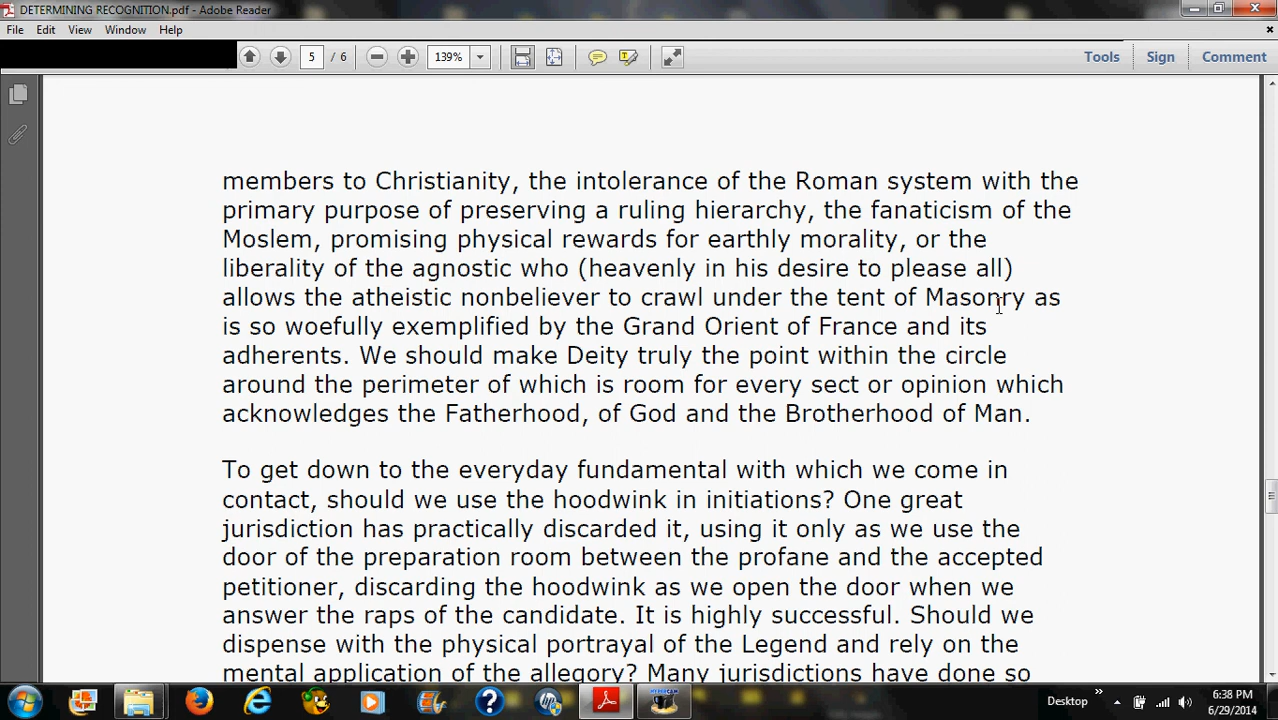 DETERMINING RECOGNITION.pdf - Adobe Reader
File Edit View Window Help
5 / 6 139% Tools Sign Comment
members to Christianity, the intolerance of the Roman system with the
primary purpose of preserving a ruling hierarchy, the fanaticism of the
Moslem, promising physical rewards for earthly morality, or the
liberality of the agnostic who (heavenly in his desire to please all)
allows the atheistic nonbeliever to crawl under the tent of Masonry as
is so woefully exemplified by the Grand Orient of France and its
adherents. We should make Deity truly the point within the circle
around the perimeter of which is room for every sect or opinion which
acknowledges the Fatherhood, of God and the Brotherhood of Man.
To get down to the everyday fundamental with which we come in
contact, should we use the hoodwink in initiations? One great
jurisdiction has practically discarded it, using it only as we use the
door of the preparation room between the profane and the accepted
petitioner, discarding the hoodwink as we open the door when we
answer the raps of the candidate. It is highly successful. Should we
dispense with the physical portrayal of the Legend and rely on the
mental application of the allegory? Many jurisdictions have done so
Desktop
6:38 PM
6/29/2014